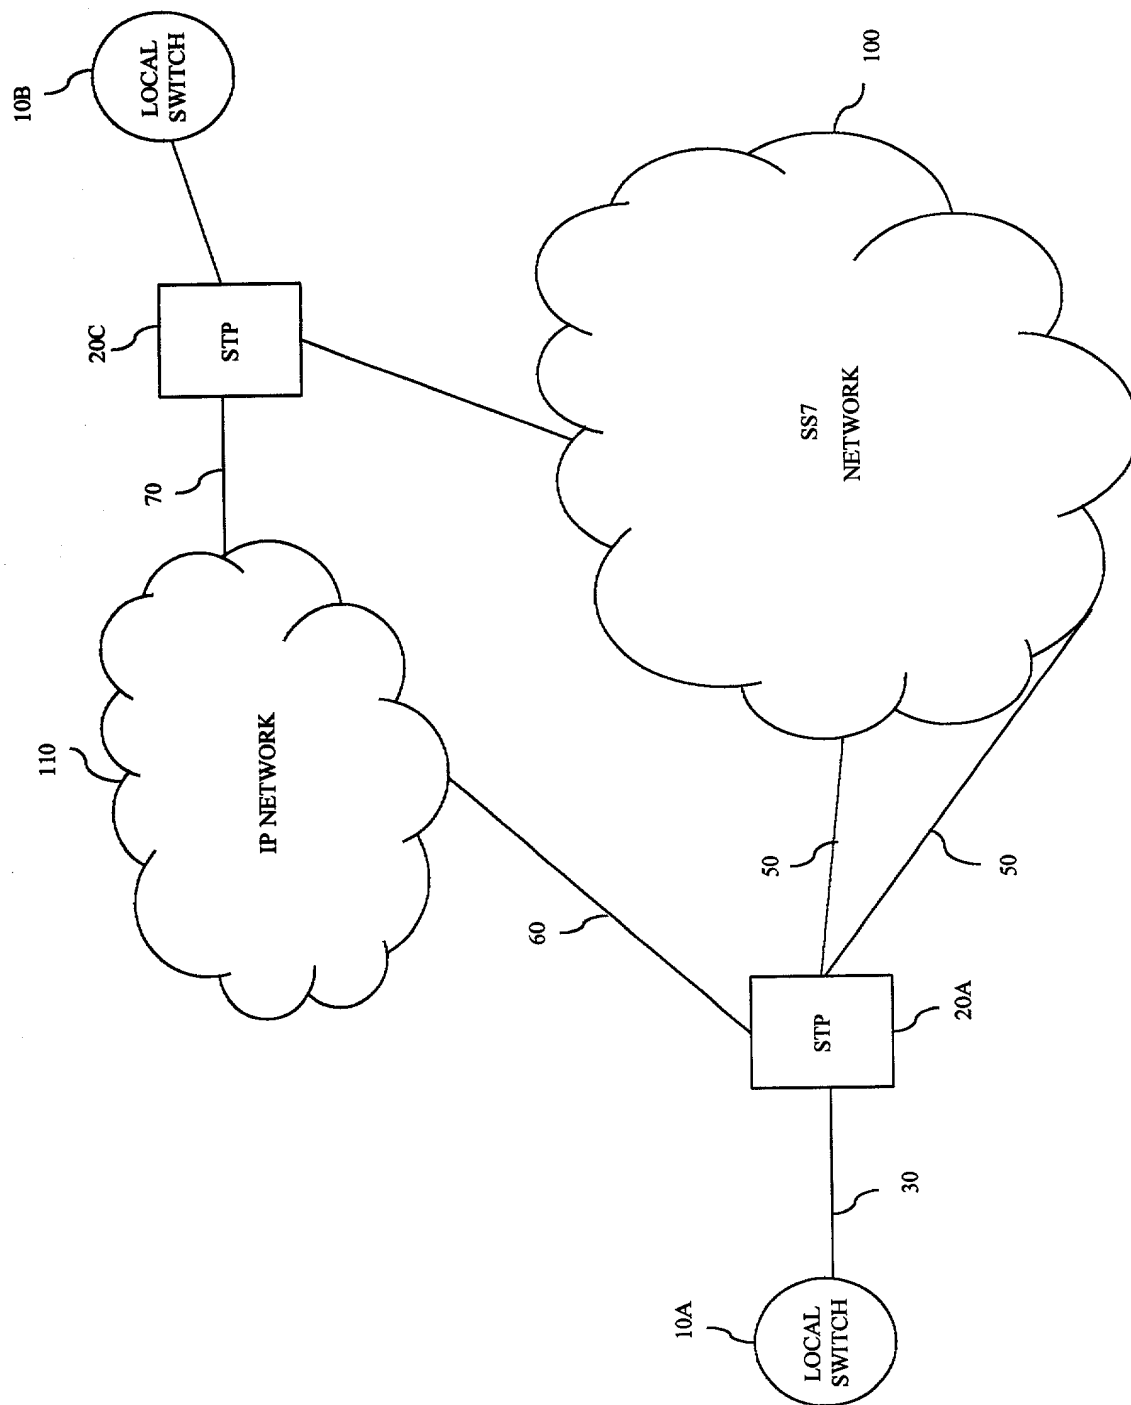 10B
LOCAL
SWITCH
20C
STP
70
110
IP NETWORK
100
SS7
NETWORK
60
50
50
STP
20A
30
10A
LOCAL
SWITCH